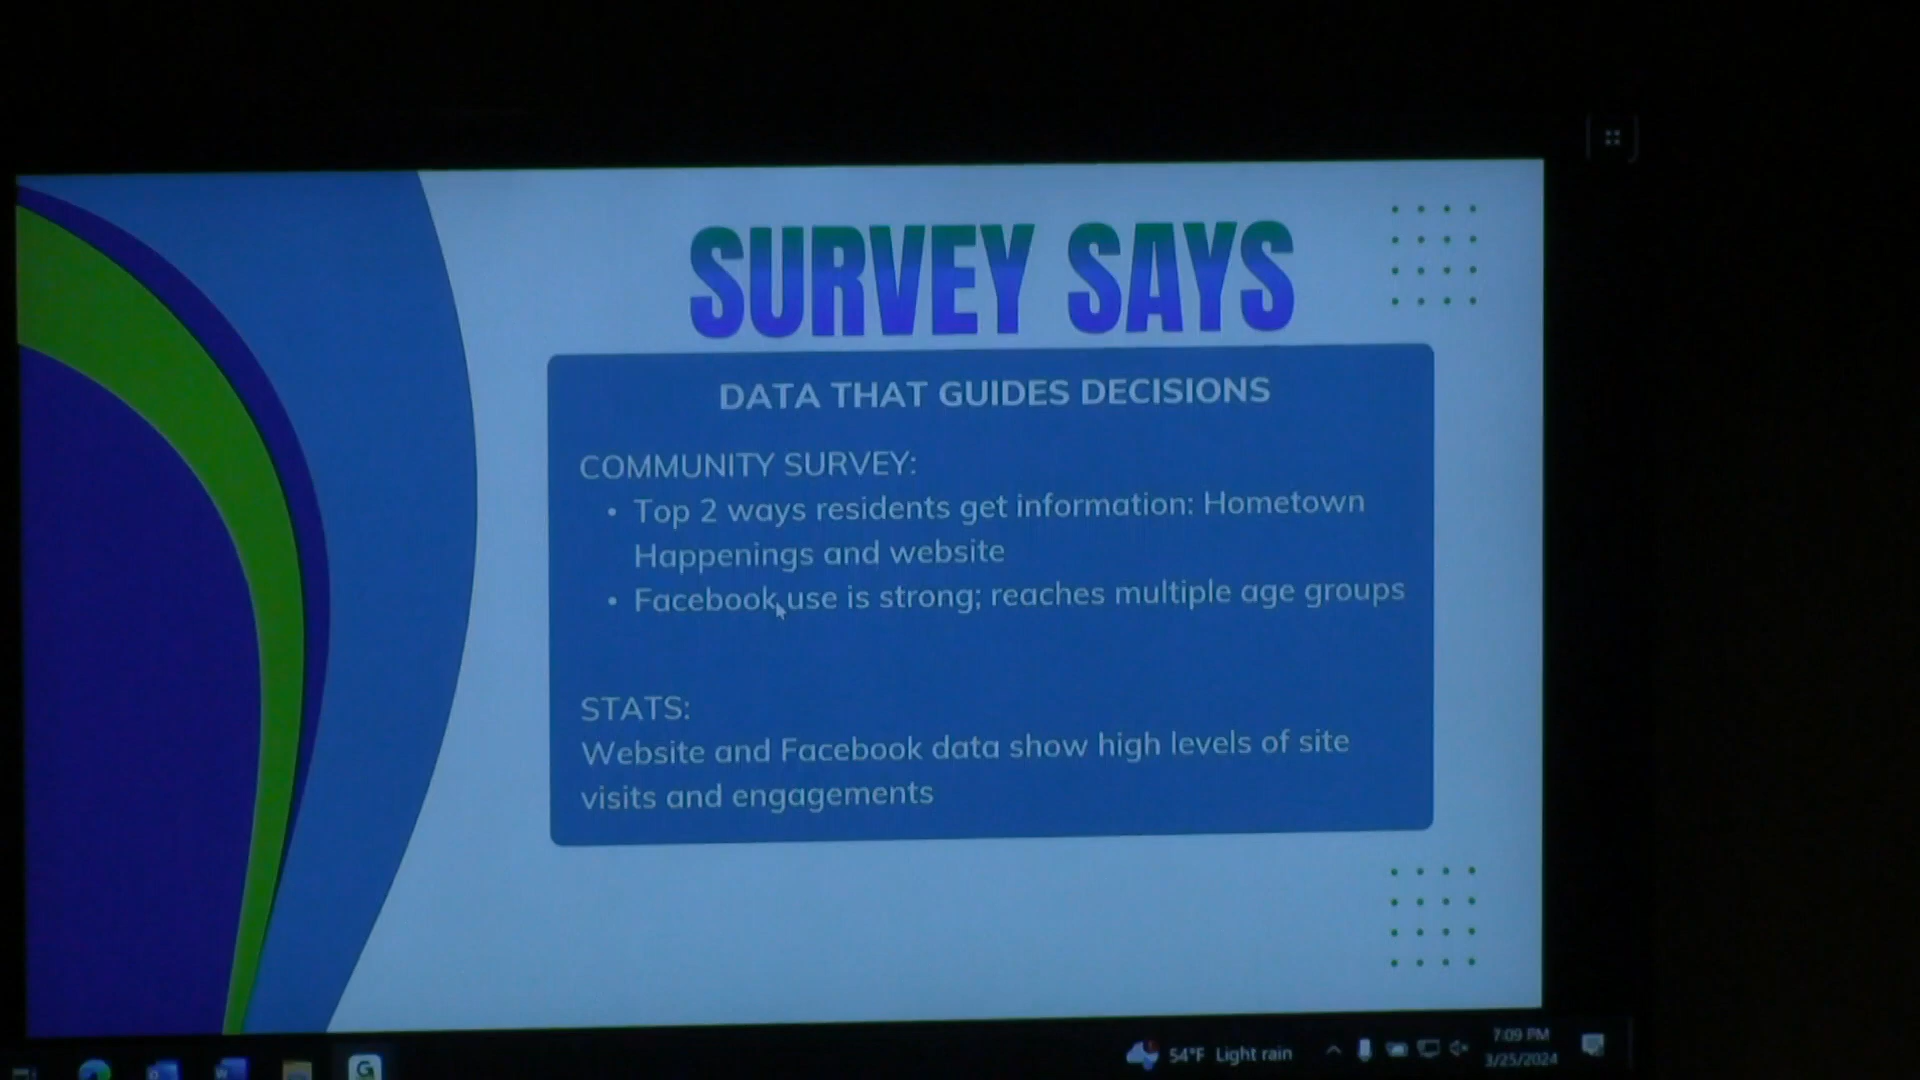 SURVEY SAYS
DATA THAT GUIDES DECISIONS
COMMUNITY SURVEY:
• Top 2 ways residents get information: Hometown
Happenings and website
• Facebook use is strong; reaches multiple age groups
STATS:
Website and Facebook data show high levels of site
visits and engagements
54°F Light rain
7:09 PM
3/25/2024